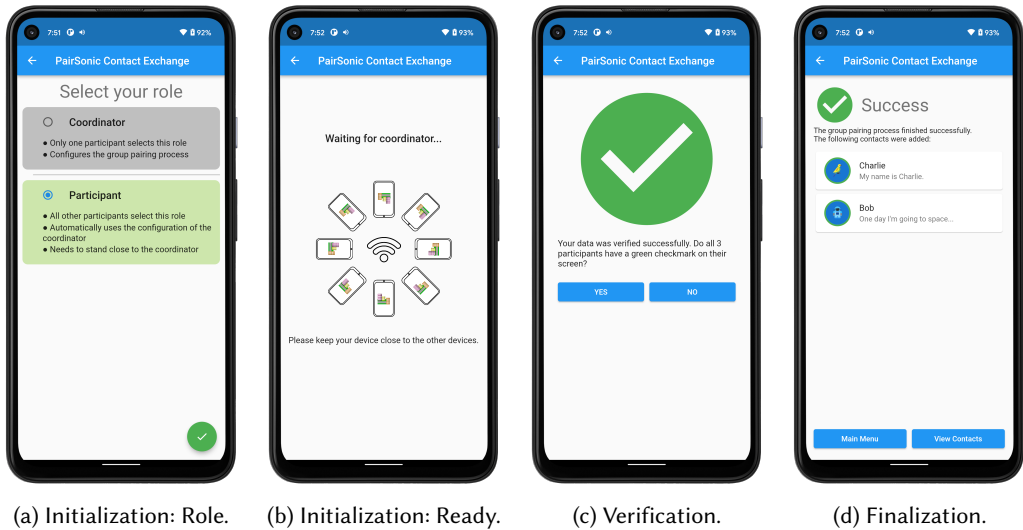 7:51 92%
PairSonic Contact Exchange
Select your role
Coordinator
● Only one participant selects this role
● Configures the group pairing process
Participant
● All other participants select this role
● Automatically uses the configuration of the
coordinator
● Needs to stand close to the coordinator
(a) Initialization: Role.
7:52 93%
PairSonic Contact Exchange
Waiting for coordinator...
Please keep your device close to the other devices.
(b) Initialization: Ready.
7:52 93%
PairSonic Contact Exchange
Your data was verified successfully. Do all 3
participants have a green checkmark on their
screen?
YES NO
(c) Verification.
7:52 93%
PairSonic Contact Exchange
Success
The group pairing process finished successfully.
The following contacts were added:
Charlie
My name is Charlie.
Bob
One day I'm going to space...
Main Menu View Contacts
(d) Finalization.